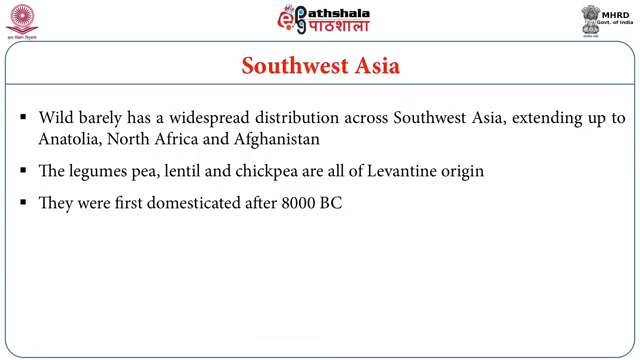 Pathshala
पाठशाला
MHRD
Govt. of India
Southwest Asia
▪ Wild barely has a widespread distribution across Southwest Asia, extending up to
Anatolia, North Africa and Afghanistan
▪ The legumes pea, lentil and chickpea are all of Levantine origin
▪ They were first domesticated after 8000 BC